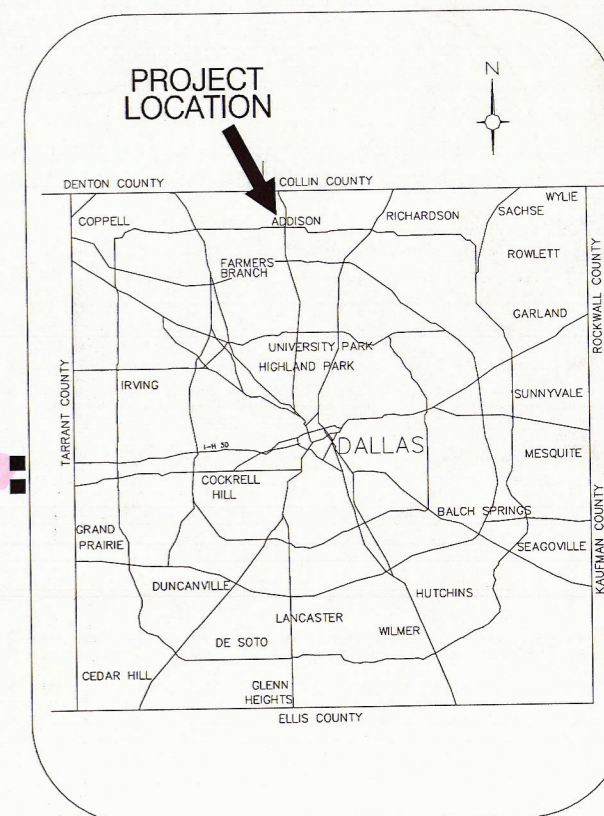 PROJECT
LOCATION
N
DENTON COUNTY
COLLIN COUNTY
WYLIE
COPPELL
ADDISON
RICHARDSON
SACHSE
FARMERS
BRANCH
ROWLETT
GARLAND
ROCKWALL COUNTY
UNIVERSITY PARK
HIGHLAND PARK
TARRANT COUNTY
IRVING
SUNNYVALE
I-H 30
DALLAS
MESQUITE
COCKRELL
HILL
BALCH SPRINGS
GRAND
PRAIRIE
SEAGOVILLE
KAUFMAN COUNTY
DUNCANVILLE
HUTCHINS
LANCASTER
WILMER
DE SOTO
CEDAR HILL
GLENN
HEIGHTS
ELLIS COUNTY